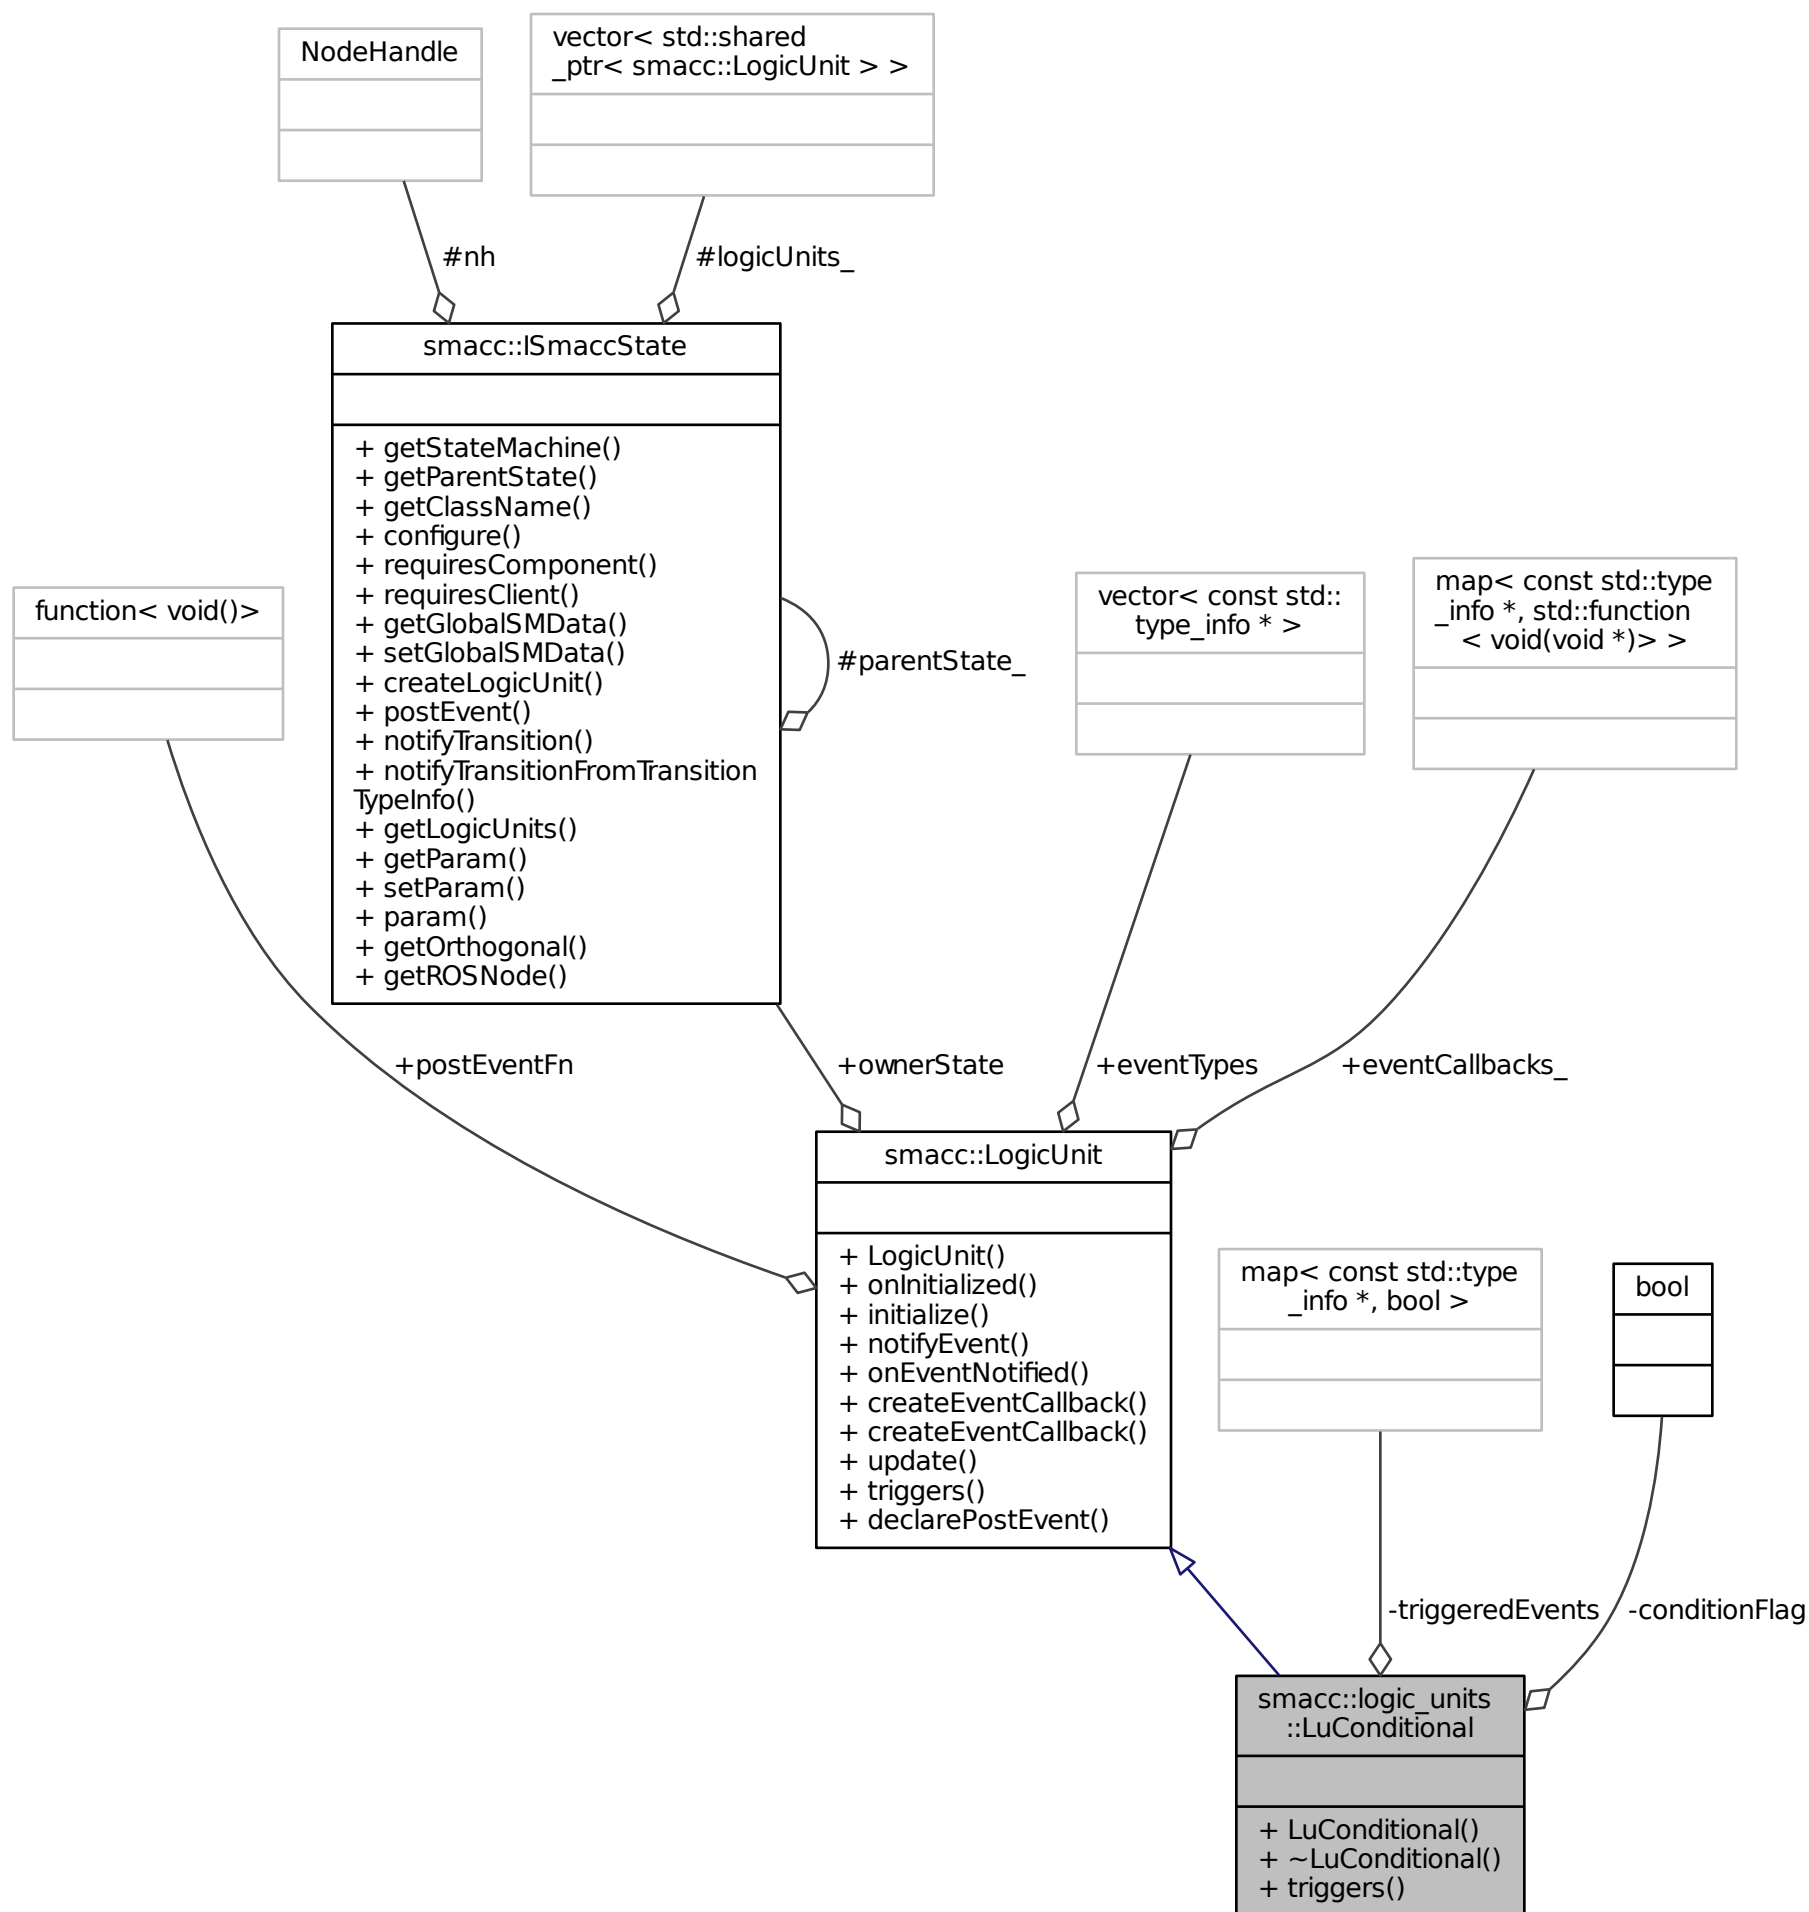 NodeHandle
vector< std::shared
_ptr< smacc::LogicUnit > >
#nh
#logicUnits_
smacc::ISmaccState
+ getStateMachine()
+ getParentState()
+ getClassName()
+ configure()
+ requiresComponent()
+ requiresClient()
+ getGlobalSMData()
+ setGlobalSMData()
+ createLogicUnit()
+ postEvent()
+ notifyTransition()
+ notifyTransitionFromTransition
TypeInfo()
+ getLogicUnits()
+ getParam()
+ setParam()
+ param()
+ getOrthogonal()
+ getROSNode()
#parentState_
function< void()>
vector< const std::
type_info * >
map< const std::type
_info *, std::function
< void(void *)> >
+postEventFn
+ownerState
+eventTypes
+eventCallbacks_
smacc::LogicUnit
+ LogicUnit()
+ onInitialized()
+ initialize()
+ notifyEvent()
+ onEventNotified()
+ createEventCallback()
+ createEventCallback()
+ update()
+ triggers()
+ declarePostEvent()
map< const std::type
_info *, bool >
bool
-triggeredEvents
-conditionFlag
smacc::logic_units
::LuConditional
+ LuConditional()
+ ~LuConditional()
+ triggers()